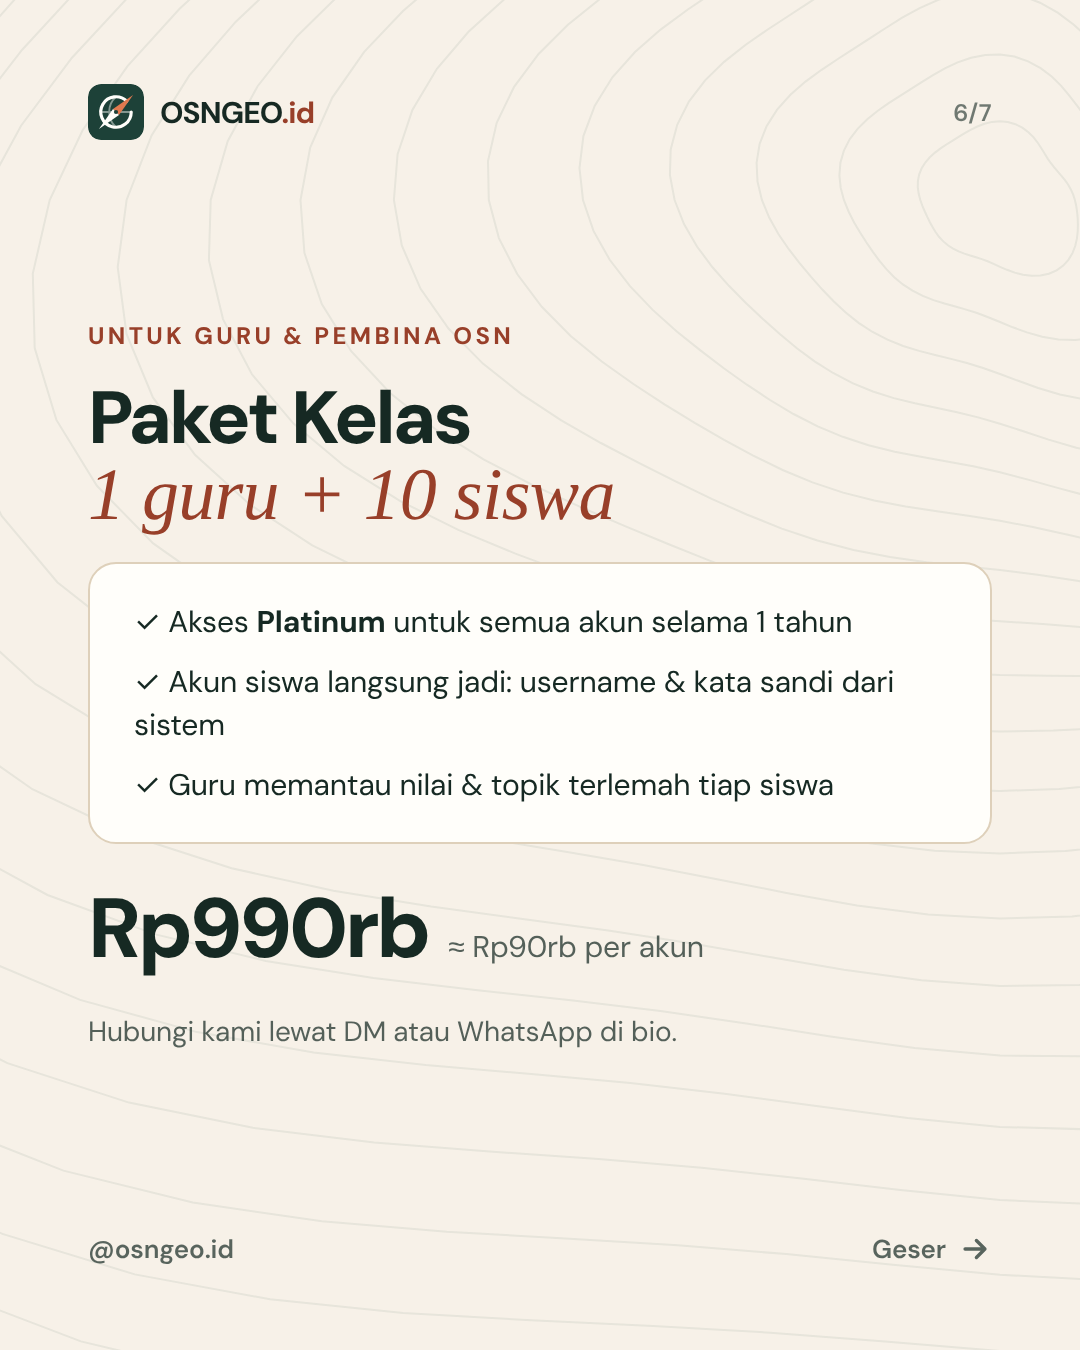 OSNGEO.id
6/7
UNTUK GURU & PEMBINA OSN
Paket Kelas
1 guru + 10 siswa
✓ Akses Platinum untuk semua akun selama 1 tahun
✓ Akun siswa langsung jadi: username & kata sandi dari
sistem
✓ Guru memantau nilai & topik terlemah tiap siswa
Rp990rb ≈ Rp90rb per akun
Hubungi kami lewat DM atau WhatsApp di bio.
@osngeo.id
Geser →